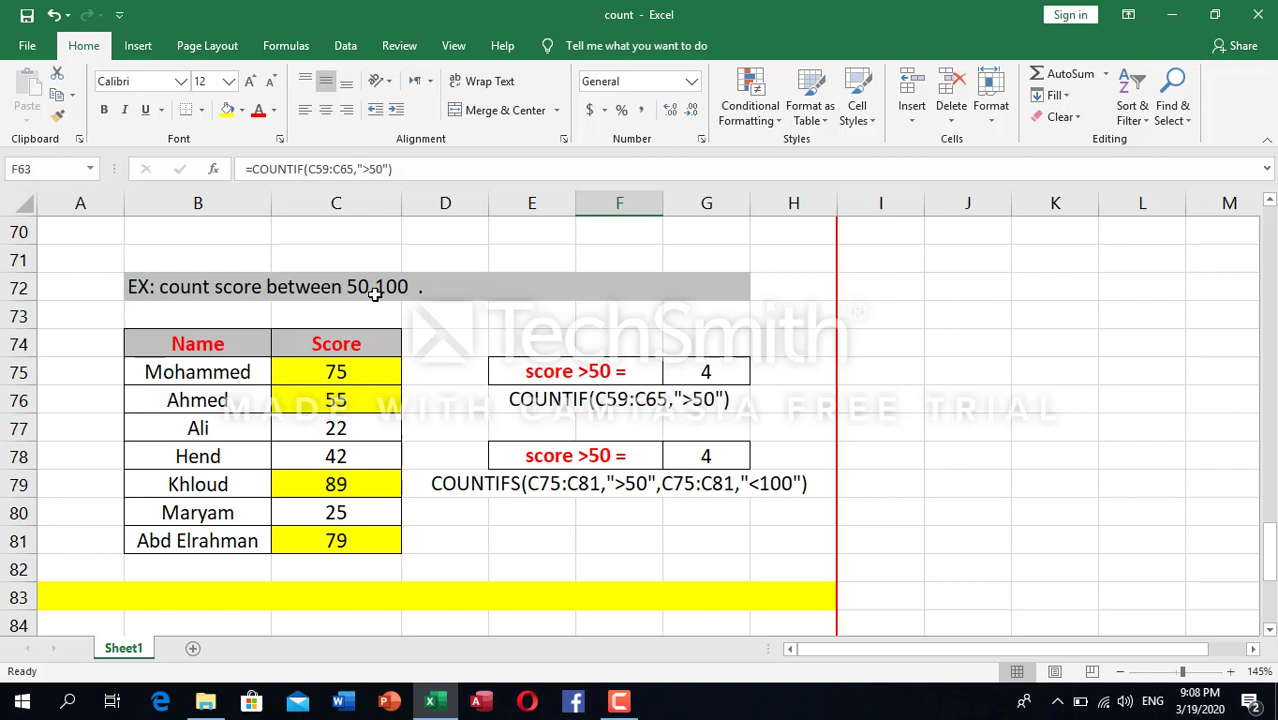 count - Excel
Sign in
File Home Insert Page Layout Formulas Data Review View Help Tell me what you want to do Share
Paste
Calibri 12
B I U
Wrap Text
Merge & Center
General
$ % ,
Conditional Formatting
Format as Table
Cell Styles
Insert Delete Format
AutoSum
Fill
Clear
Sort & Filter
Find & Select
Clipboard Font Alignment Number Styles Cells Editing
F63 fx =COUNTIF(C59:C65,">50")
A B C D E F G H I J K L M
70
71
72 EX: count score between 50,100 .
73
74 Name Score
75 Mohammed 75 score >50 = 4
76 Ahmed 55 COUNTIF(C59:C65,">50")
77 Ali 22
78 Hend 42 score >50 = 4
79 Khloud 89 COUNTIFS(C75:C81,">50",C75:C81,"<100")
80 Maryam 25
81 Abd Elrahman 79
82
83
84
TechSmith®
MADE WITH CAMTASIA FREE TRIAL
Sheet1
Ready 145%
ENG 9:08 PM
3/19/2020 2